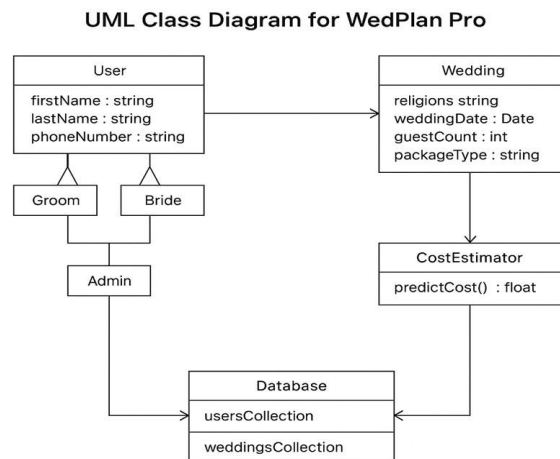 UML Class Diagram for WedPlan Pro
User
firstName : string
lastName : string
phoneNumber : string
Wedding
religions string
weddingDate : Date
guestCount : int
packageType : string
Groom
Bride
Admin
CostEstimator
predictCost() : float
Database
usersCollection
weddingsCollection